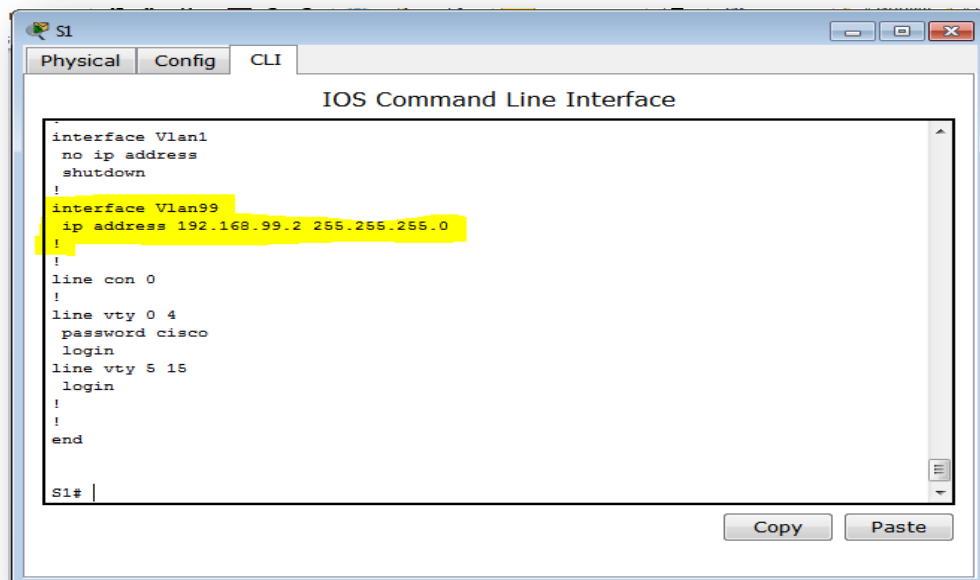 S1
Physical Config CLI
IOS Command Line Interface
interface Vlan1
no ip address
shutdown
!
interface Vlan99
ip address 192.168.99.2 255.255.255.0
!
!
line con 0
!
line vty 0 4
password cisco
login
line vty 5 15
login
!
!
end
S1#
Copy Paste